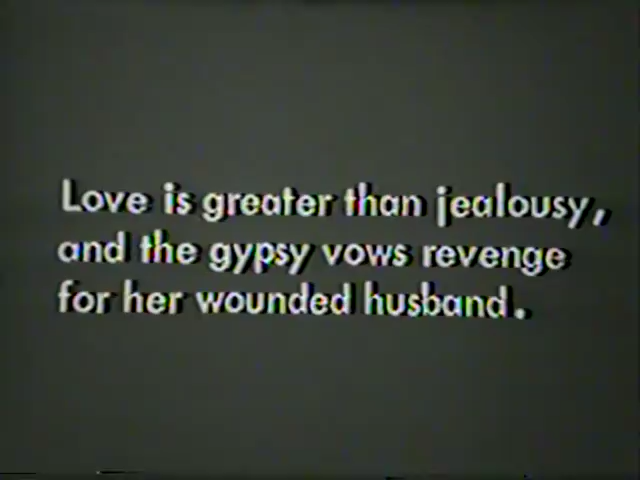 Love is greater than jealousy,
and the gypsy vows revenge
for her wounded husband.